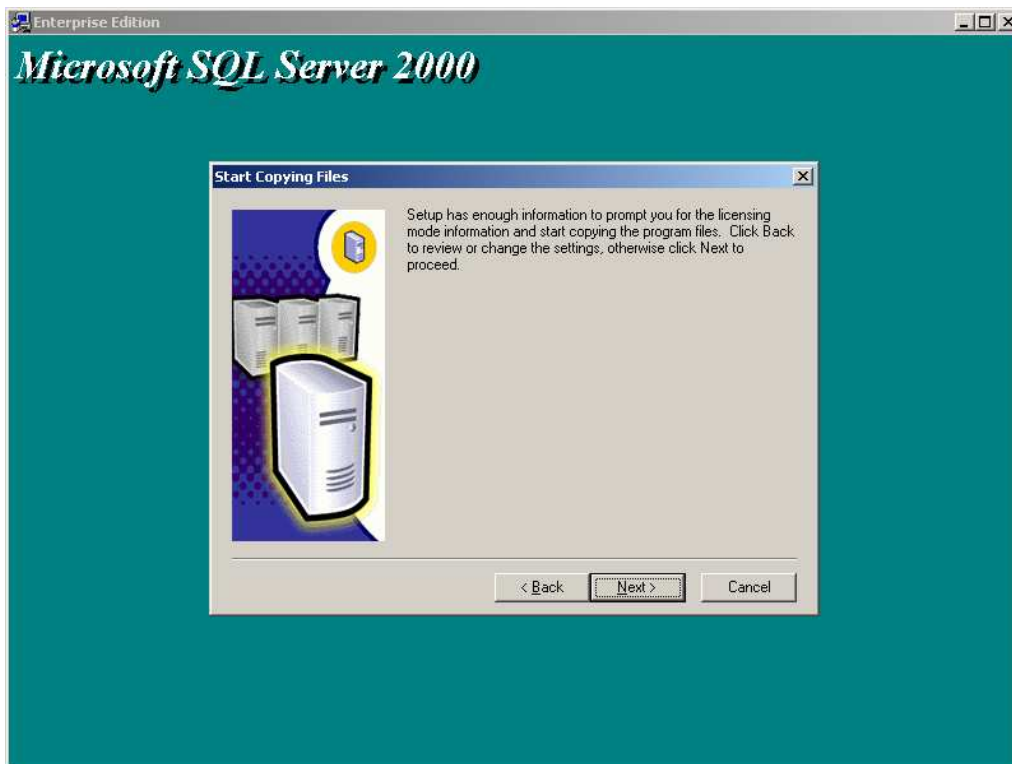 Enterprise Edition
Microsoft SQL Server 2000
Start Copying Files
Setup has enough information to prompt you for the licensing
mode information and start copying the program files.  Click Back
to review or change the settings, otherwise click Next to
proceed.
< Back
Next >
Cancel